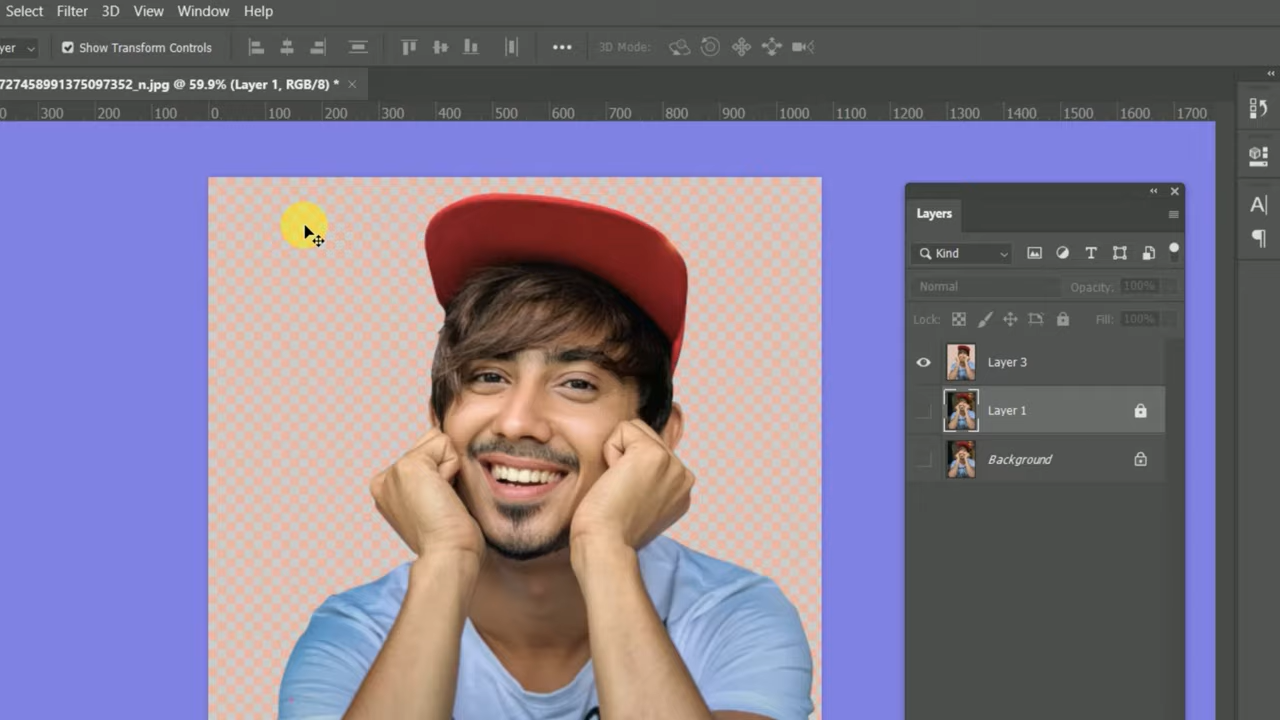 Select Filter 3D View Window Help
yer Show Transform Controls ••• 3D Mode:
727458991375097352_n.jpg @ 59.9% (Layer 1, RGB/8) * ×
0 300 200 100 0 100 200 300 400 500 600 700 800 900 1000 1100 1200 1300 1400 1500 1600 1700
Layers
Kind
Normal Opacity: 100%
Lock: Fill: 100%
Layer 3
Layer 1
Background